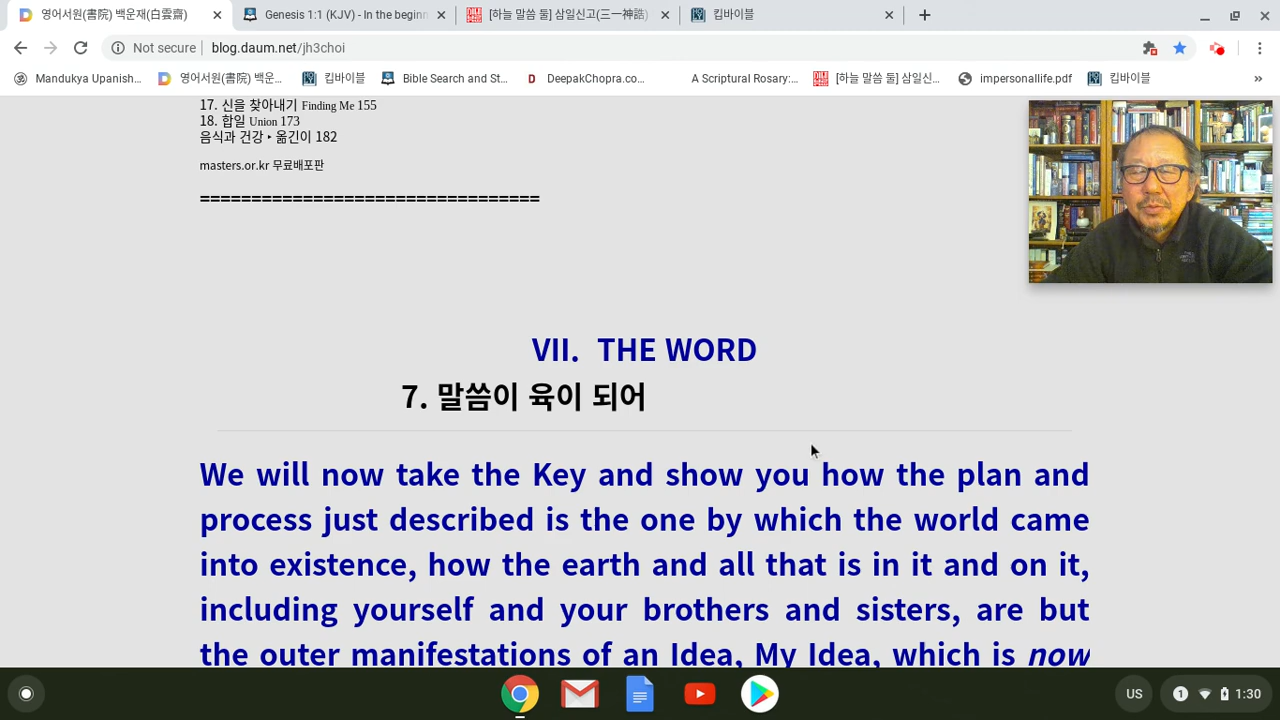 영어서원(書院) 백운재(白雲齋)
Genesis 1:1 (KJV) - In the beginn
[하늘 말씀 둘] 삼일신고(三一神誥)
킵바이블
Not secure
blog.daum.net/jh3choi
Mandukya Upanish...
영어서원(書院) 백운...
킵바이블
Bible Search and St...
DeepakChopra.co...
A Scriptural Rosary:...
[하늘 말씀 둘] 삼일신...
impersonallife.pdf
킵바이블
»
17. 신을 찾아내기 Finding Me 155
18. 합일 Union 173
음식과 건강 ‣ 옮긴이 182
masters.or.kr 무료배포판
================================
VII. THE WORD
7. 말씀이 육이 되어
We will now take the Key and show you how the plan and
process just described is the one by which the world came
into existence, how the earth and all that is in it and on it,
including yourself and your brothers and sisters, are but
the outer manifestations of an Idea, My Idea, which is now
US
1
1:30